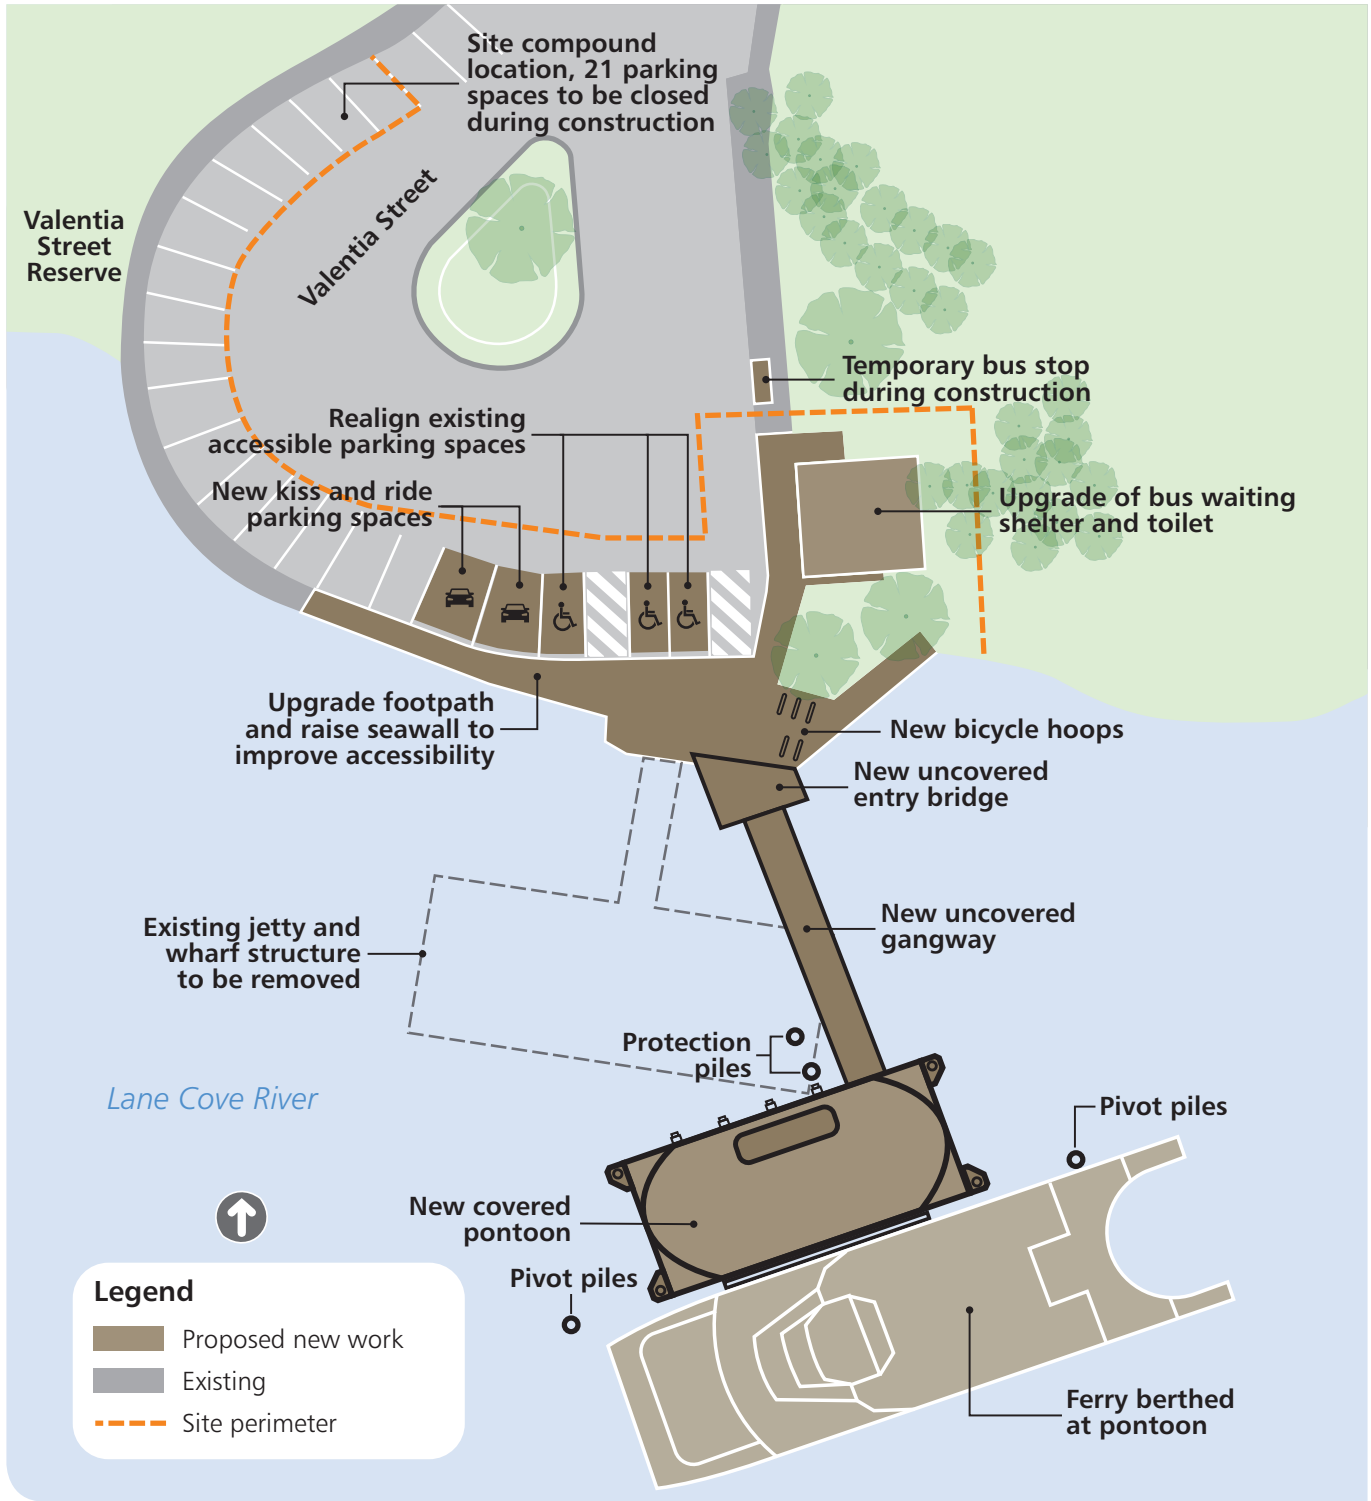 Site compound
location, 21 parking
spaces to be closed
during construction
Valentia
Street
Reserve
Valentia Street
Temporary bus stop
during construction
Realign existing
accessible parking spaces
New kiss and ride
parking spaces
Upgrade of bus waiting
shelter and toilet
Upgrade footpath
and raise seawall to
improve accessibility
New bicycle hoops
New uncovered
entry bridge
Existing jetty and
wharf structure
to be removed
New uncovered
gangway
Protection
piles
Lane Cove River
Pivot piles
New covered
pontoon
Pivot piles
Ferry berthed
at pontoon
Legend
Proposed new work
Existing
Site perimeter